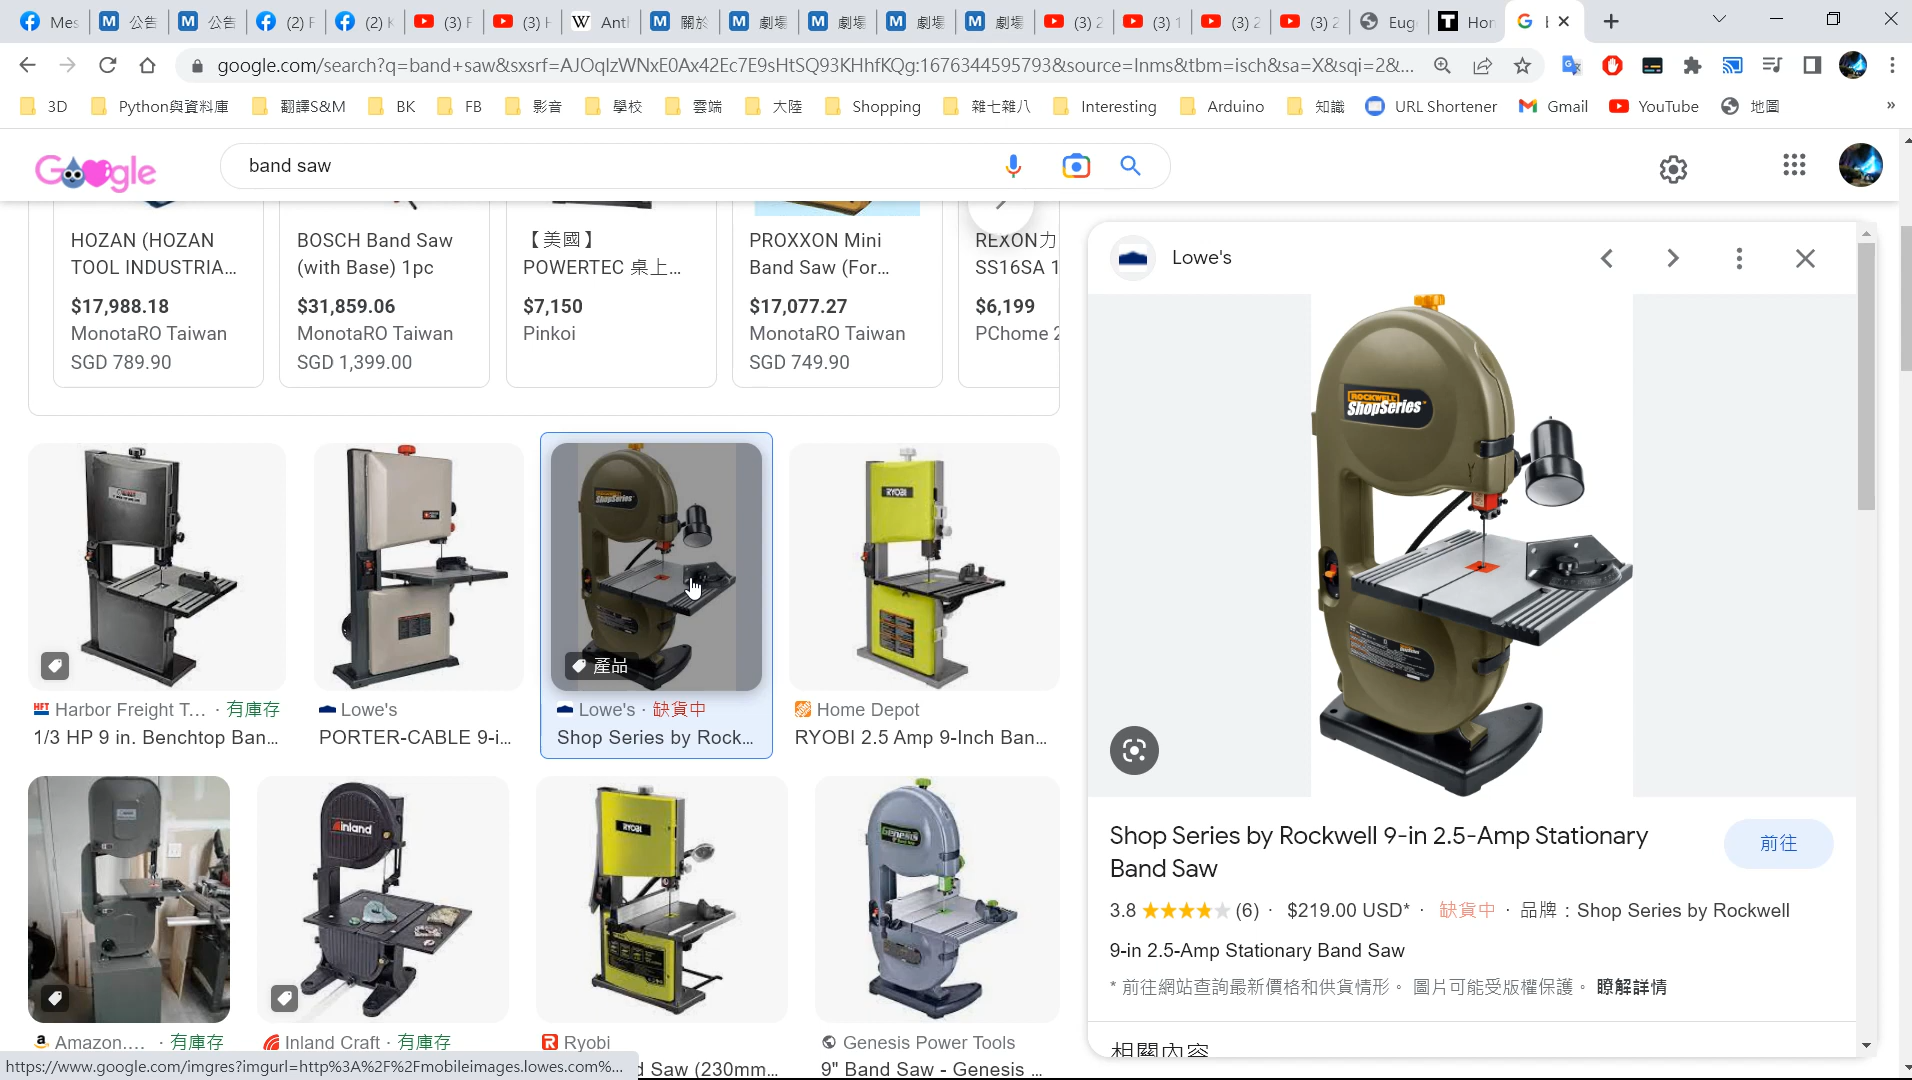 Mes
公告
公告
(2) F
(2) K
(3) F
(3) H
Anti
關於
劇場
劇場
劇場
劇場
(3) 2
(3) 1
(3) 2
(3) 2
Eug
Hor
google.com/search?q=band+saw&sxsrf=AJOqlzWNxE0Ax42Ec7E9sHtSQ93KHhfKQg:1676344595793&source=lnms&tbm=isch&sa=X&sqi=2&...
3D
Python與資料庫
翻譯S&M
BK
FB
影音
學校
雲端
大陸
Shopping
雜七雜八
Interesting
Arduino
知識
URL Shortener
Gmail
YouTube
地圖
»
Google
band saw
HOZAN (HOZAN
TOOL INDUSTRIA...
$17,988.18
MonotaRO Taiwan
SGD 789.90
BOSCH Band Saw
(with Base) 1pc
$31,859.06
MonotaRO Taiwan
SGD 1,399.00
【美國】
POWERTEC 桌上...
$7,150
Pinkoi
PROXXON Mini
Band Saw (For...
$17,077.27
MonotaRO Taiwan
SGD 749.90
REXON力
SS16SA 1
$6,199
PChome 2
RYOBI
ShopSeries
產品
HFT Harbor Freight T... · 有庫存
1/3 HP 9 in. Benchtop Ban...
Lowe's
PORTER-CABLE 9-i...
Lowe's · 缺貨中
Shop Series by Rock...
Home Depot
RYOBI 2.5 Amp 9-Inch Ban...
inland
RYOBI
Genesis
Amazon.... · 有庫存
Inland Craft · 有庫存
Ryobi
d Saw (230mm...
Genesis Power Tools
9" Band Saw - Genesis ...
https://www.google.com/imgres?imgurl=http%3A%2F%2Fmobileimages.lowes.com%...
Lowe's
ROCKWELL
ShopSeries
Shop Series by Rockwell 9-in 2.5-Amp Stationary
Band Saw
前往
3.8 ★★★★★ (6) · $219.00 USD* · 缺貨中 · 品牌：Shop Series by Rockwell
9-in 2.5-Amp Stationary Band Saw
* 前往網站查詢最新價格和供貨情形。 圖片可能受版權保護。 瞭解詳情
相關內容